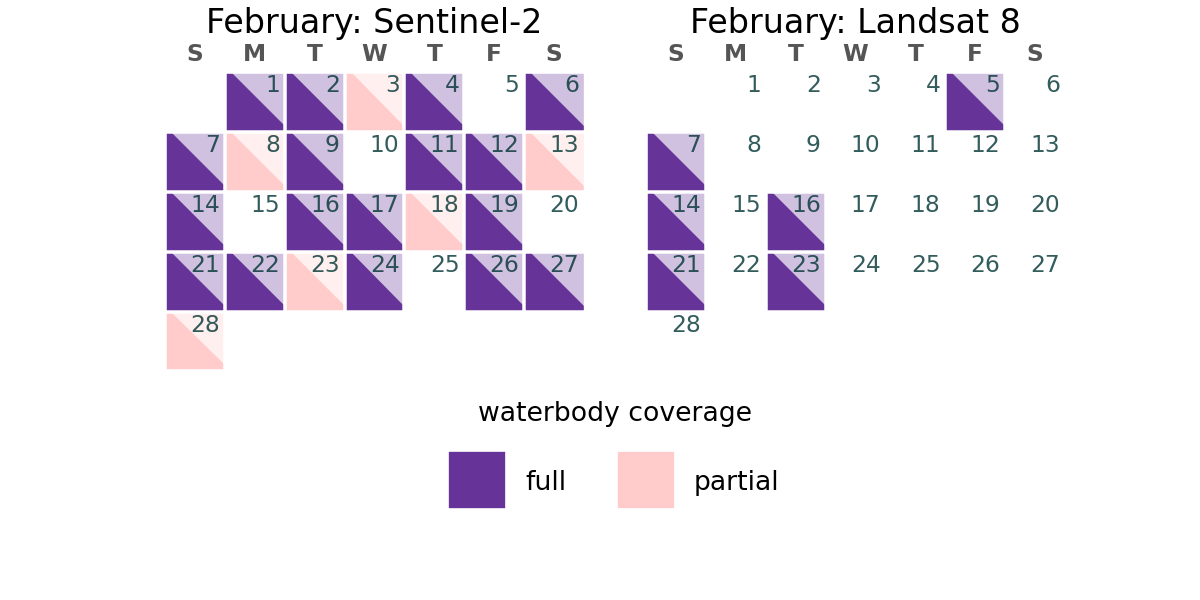 February: Sentinel-2
S M T W T F S
1 2 3 4 5 6
7 8 9 10 11 12 13
14 15 16 17 18 19 20
21 22 23 24 25 26 27
28
February: Landsat 8
S M T W T F S
1 2 3 4 5 6
7 8 9 10 11 12 13
14 15 16 17 18 19 20
21 22 23 24 25 26 27
28
waterbody coverage
full
partial